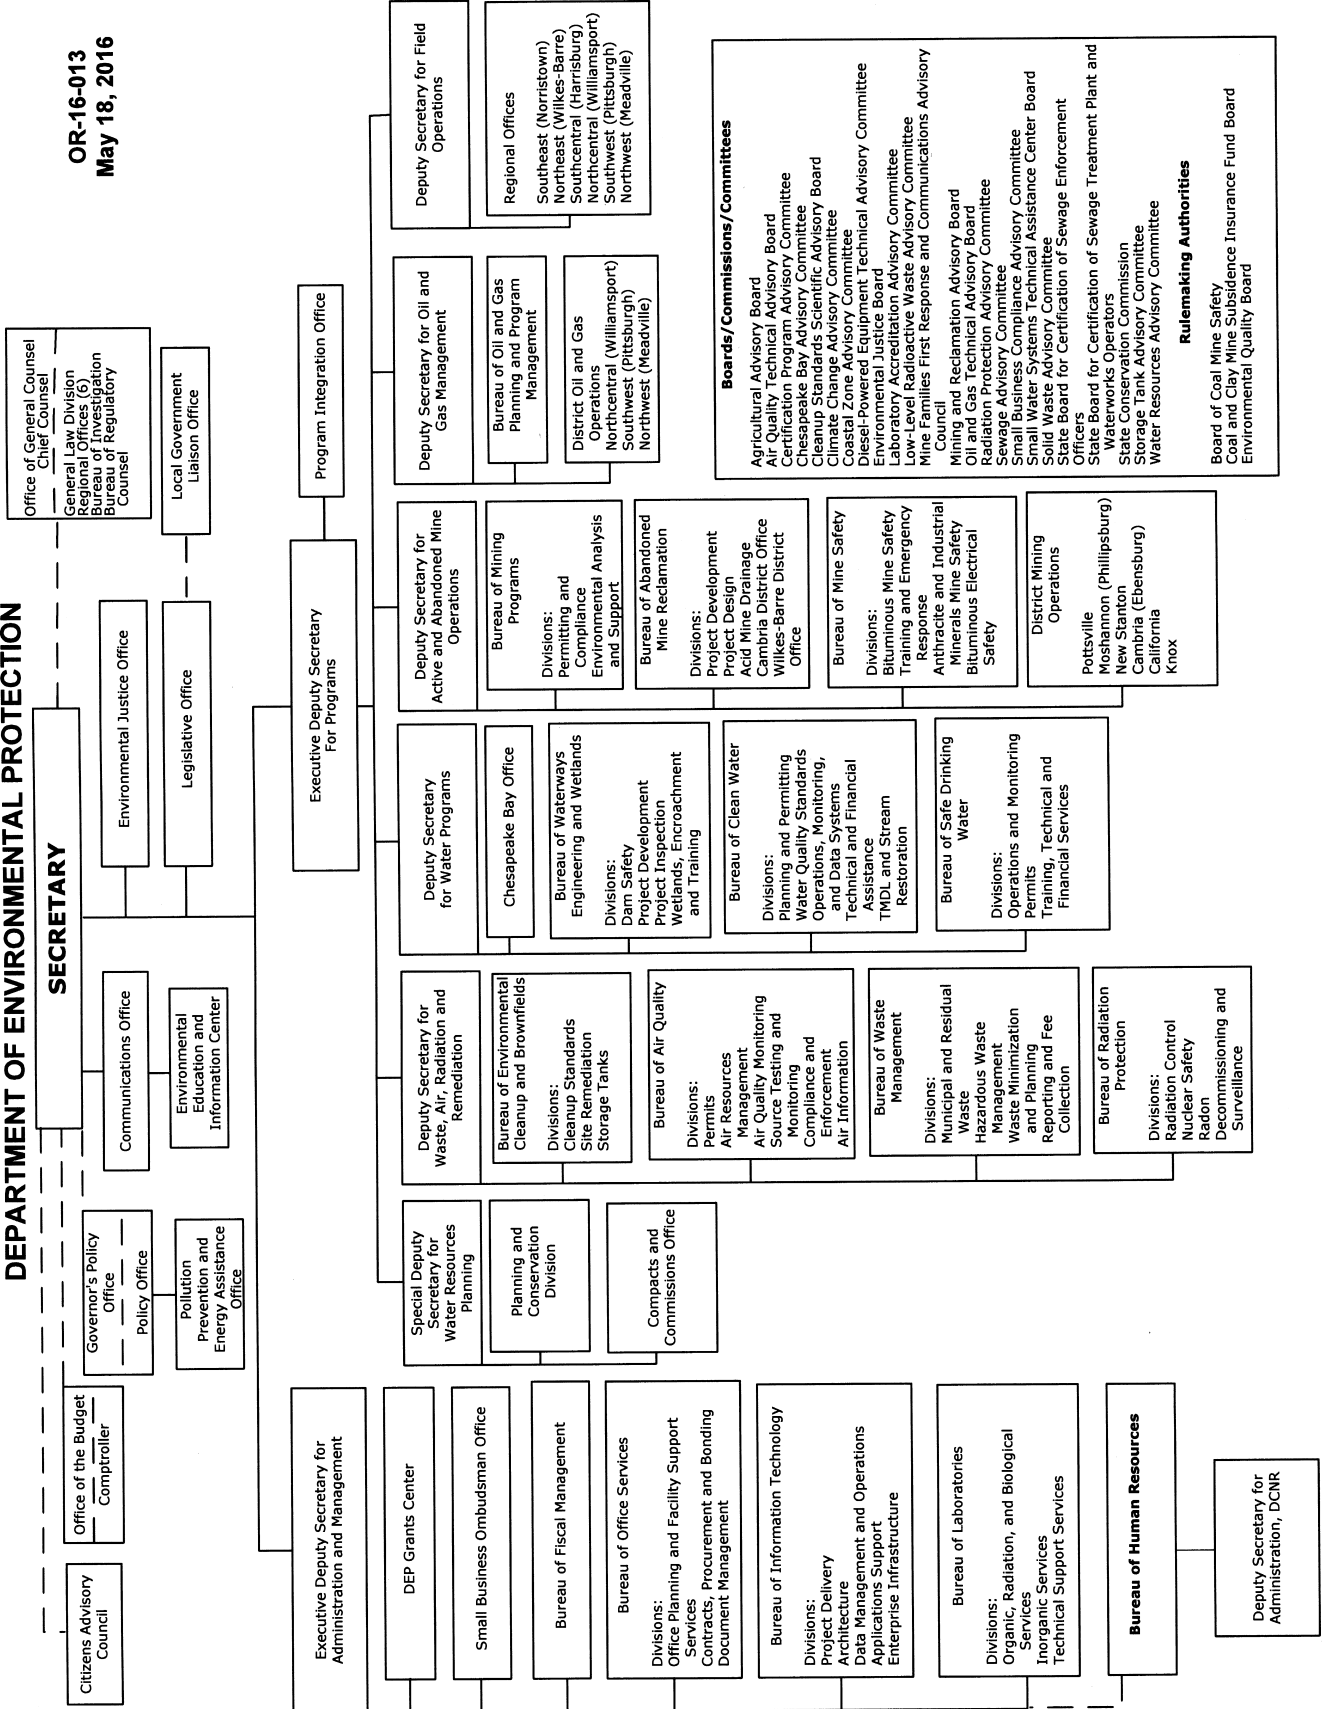 DEPARTMENT OF ENVIRONMENTAL PROTECTION
OR-16-013
May 18, 2016
SECRETARY
Citizens Advisory
Council
Office of the Budget
Comptroller
Governor's Policy
Office
Policy Office
Pollution
Prevention and
Energy Assistance
Office
Communications Office
Environmental
Education and
Information Center
Environmental Justice Office
Legislative Office
Local Government
Liaison Office
Office of General Counsel
Chief Counsel
General Law Division
Regional Offices (6)
Bureau of Investigation
Bureau of Regulatory
Counsel
Executive Deputy Secretary for
Administration and Management
DEP Grants Center
Small Business Ombudsman Office
Bureau of Fiscal Management
Bureau of Office Services
Divisions:
Office Planning and Facility Support
Services
Contracts, Procurement and Bonding
Document Management
Bureau of Information Technology
Divisions:
Project Delivery
Architecture
Data Management and Operations
Applications Support
Enterprise Infrastructure
Bureau of Laboratories
Divisions:
Organic, Radiation, and Biological
Services
Inorganic Services
Technical Support Services
Bureau of Human Resources
Deputy Secretary for
Administration, DCNR
Executive Deputy Secretary
For Programs
Program Integration Office
Special Deputy
Secretary for
Water Resources
Planning
Planning and
Conservation
Division
Compacts and
Commissions Office
Deputy Secretary for
Waste, Air, Radiation and
Remediation
Bureau of Environmental
Cleanup and Brownfields
Divisions:
Cleanup Standards
Site Remediation
Storage Tanks
Bureau of Air Quality
Divisions:
Permits
Air Resources
Management
Air Quality Monitoring
Source Testing and
Monitoring
Compliance and
Enforcement
Air Information
Bureau of Waste
Management
Divisions:
Municipal and Residual
Waste
Hazardous Waste
Management
Waste Minimization
and Planning
Reporting and Fee
Collection
Bureau of Radiation
Protection
Divisions:
Radiation Control
Nuclear Safety
Radon
Decommissioning and
Surveillance
Deputy Secretary
for Water Programs
Chesapeake Bay Office
Bureau of Waterways
Engineering and Wetlands
Divisions:
Dam Safety
Project Development
Project Inspection
Wetlands, Encroachment
and Training
Bureau of Clean Water
Divisions:
Planning and Permitting
Water Quality Standards
Operations, Monitoring,
and Data Systems
Technical and Financial
Assistance
TMDL and Stream
Restoration
Bureau of Safe Drinking
Water
Divisions:
Operations and Monitoring
Permits
Training, Technical and
Financial Services
Deputy Secretary for
Active and Abandoned Mine
Operations
Bureau of Mining
Programs
Divisions:
Permitting and
Compliance
Environmental Analysis
and Support
Bureau of Abandoned
Mine Reclamation
Divisions:
Project Development
Project Design
Acid Mine Drainage
Cambria District Office
Wilkes-Barre District
Office
Bureau of Mine Safety
Divisions:
Bituminous Mine Safety
Training and Emergency
Response
Anthracite and Industrial
Minerals Mine Safety
Bituminous Electrical
Safety
District Mining
Operations
Pottsville
Moshannon (Phillipsburg)
New Stanton
Cambria (Ebensburg)
California
Knox
Deputy Secretary for Oil and
Gas Management
Bureau of Oil and Gas
Planning and Program
Management
District Oil and Gas
Operations
Northcentral (Williamsport)
Southwest (Pittsburgh)
Northwest (Meadville)
Deputy Secretary for Field
Operations
Regional Offices
Southeast (Norristown)
Northeast (Wilkes-Barre)
Southcentral (Harrisburg)
Northcentral (Williamsport)
Southwest (Pittsburgh)
Northwest (Meadville)
Boards/Commissions/Committees
Agricultural Advisory Board
Air Quality Technical Advisory Board
Certification Program Advisory Committee
Chesapeake Bay Advisory Committee
Cleanup Standards Scientific Advisory Board
Climate Change Advisory Committee
Coastal Zone Advisory Committee
Diesel-Powered Equipment Technical Advisory Committee
Environmental Justice Board
Laboratory Accreditation Advisory Committee
Low-Level Radioactive Waste Advisory Committee
Mine Families First Response and Communications Advisory
Council
Mining and Reclamation Advisory Board
Oil and Gas Technical Advisory Board
Radiation Protection Advisory Committee
Sewage Advisory Committee
Small Business Compliance Advisory Committee
Small Water Systems Technical Assistance Center Board
Solid Waste Advisory Committee
State Board for Certification of Sewage Enforcement
Officers
State Board for Certification of Sewage Treatment Plant and
Waterworks Operators
State Conservation Commission
Storage Tank Advisory Committee
Water Resources Advisory Committee
Rulemaking Authorities
Board of Coal Mine Safety
Coal and Clay Mine Subsidence Insurance Fund Board
Environmental Quality Board